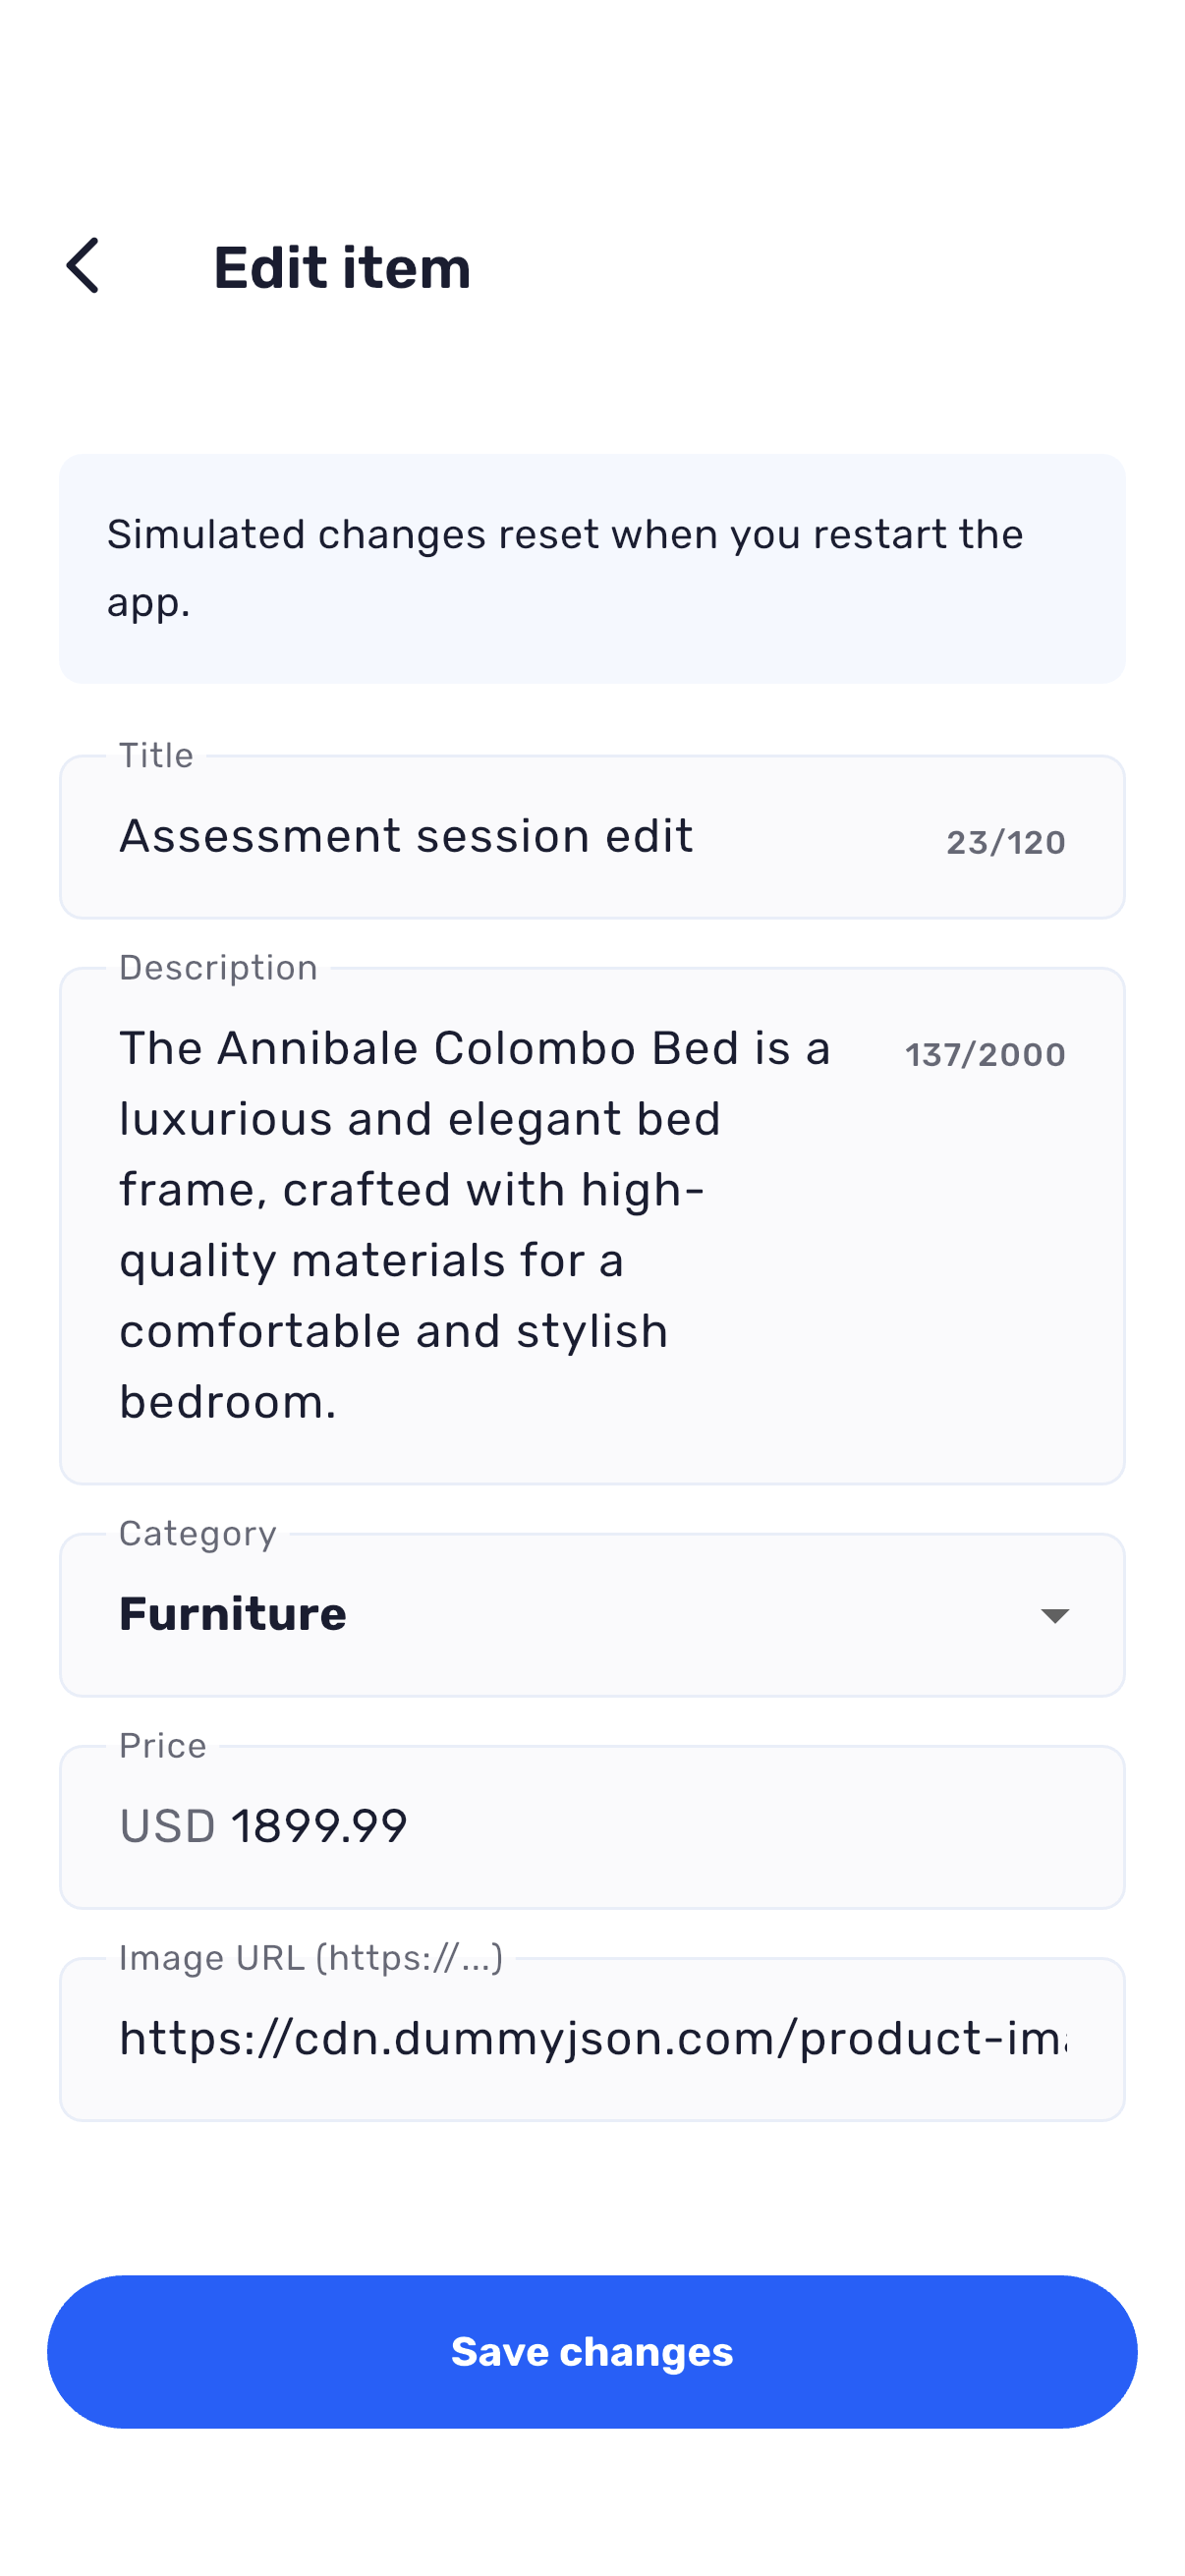 Edit item
Simulated changes reset when you restart the
app.
Title
Assessment session edit
23/120
Description
The Annibale Colombo Bed is a
137/2000
luxurious and elegant bed
frame, crafted with high-
quality materials for a
comfortable and stylish
bedroom.
Category
Furniture
Price
USD 1899.99
Image URL (https://...)
https://cdn.dummyjson.com/product-im
Save changes